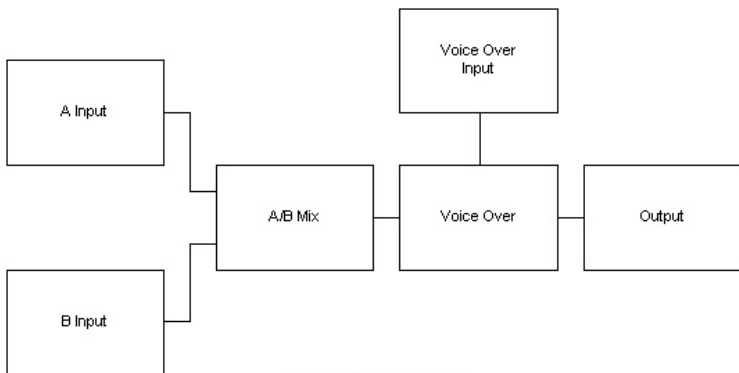 Voice Over
Input
A Input
A/B Mix
Voice Over
Output
B Input